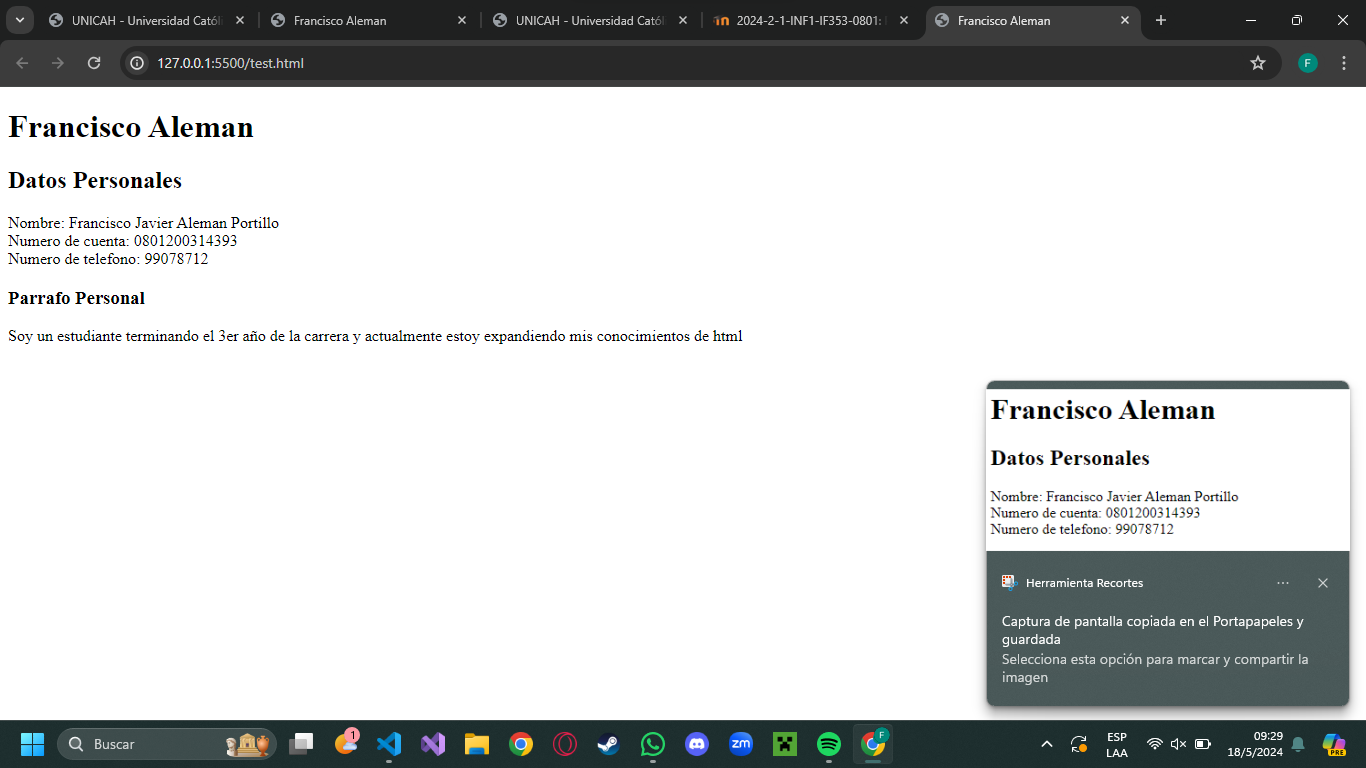 UNICAH - Universidad Catól
Francisco Aleman
UNICAH - Universidad Catól
2024-2-1-INF1-IF353-0801:
Francisco Aleman
127.0.0.1:5500/test.html
F
Francisco Aleman
Datos Personales
Nombre: Francisco Javier Aleman Portillo
Numero de cuenta: 0801200314393
Numero de telefono: 99078712
Parrafo Personal
Soy un estudiante terminando el 3er año de la carrera y actualmente estoy expandiendo mis conocimientos de html
Francisco Aleman
Datos Personales
Nombre: Francisco Javier Aleman Portillo
Numero de cuenta: 0801200314393
Numero de telefono: 99078712
Herramienta Recortes
Captura de pantalla copiada en el Portapapeles y
guardada
Selecciona esta opción para marcar y compartir la
imagen
Buscar
1
zm
F
ESP
LAA
09:29
18/5/2024
PRE